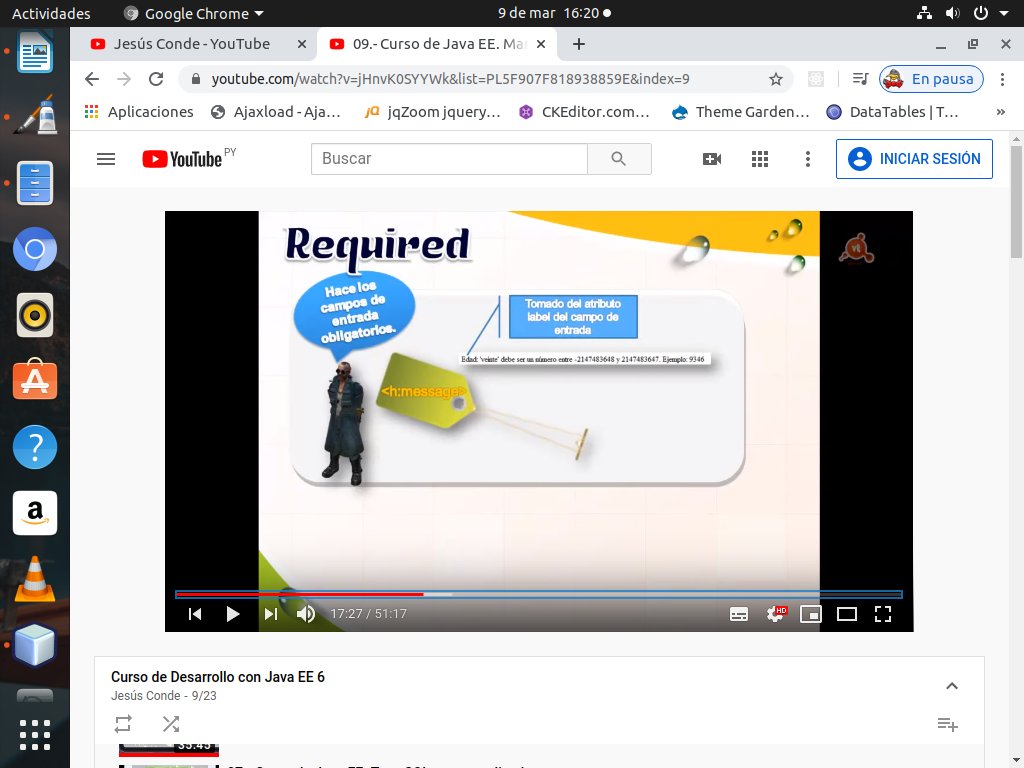 Actividades
Google Chrome
9 de mar 16:20
Jesús Conde - YouTube
09.- Curso de Java EE. Ma
youtube.com/watch?v=jHnvK0SYYWk&list=PL5F907F818938859E&index=9
En pausa
Aplicaciones
Ajaxload - Aja...
jqZoom jquery...
CKEditor.com...
Theme Garden...
DataTables | T...
»
YouTube PY
Buscar
INICIAR SESIÓN
Required
vt
Hace los
campos de
entrada
obligatorios.
Tomado del atributo
label del campo de
entrada
Edad: 'veinte' debe ser un número entre -2147483648 y 2147483647. Ejemplo: 9346
<h:message>
17:27 / 51:17
HD
Curso de Desarrollo con Java EE 6
Jesús Conde - 9/23
33:43
?
a